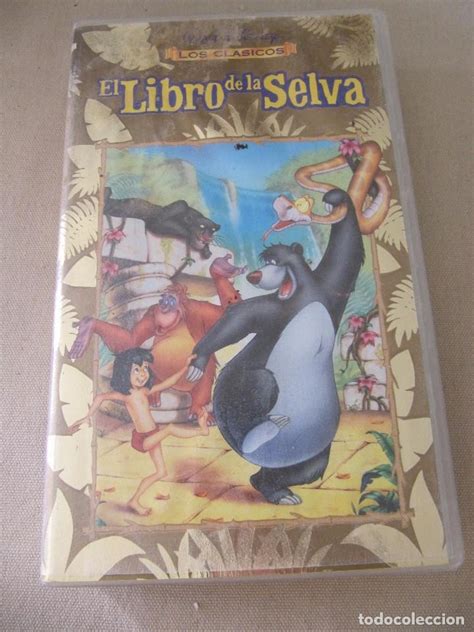 LOS CLASICOS
El Libro de la Selva
todocoleccion